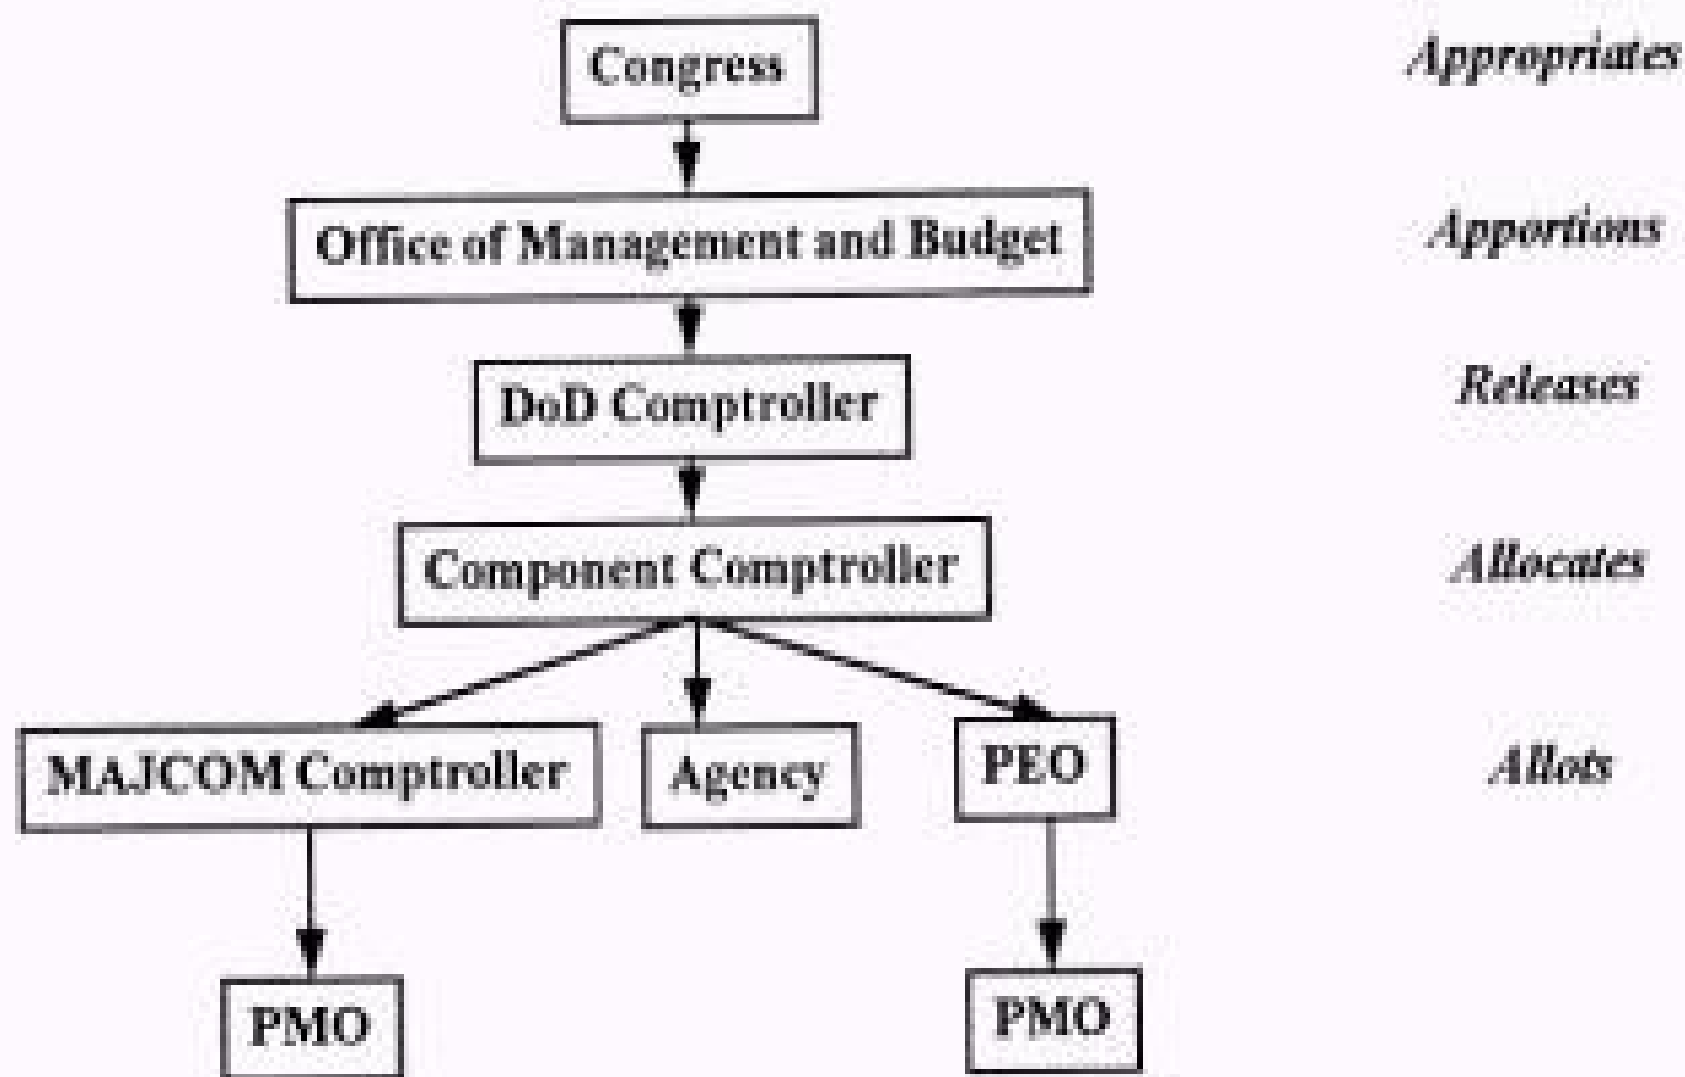 Congress
Appropriates
Office of Management and Budget
Apportions
DoD Comptroller
Releases
Component Comptroller
Allocates
MAJCOM Comptroller
Agency
PEO
Allots
PMO
PMO